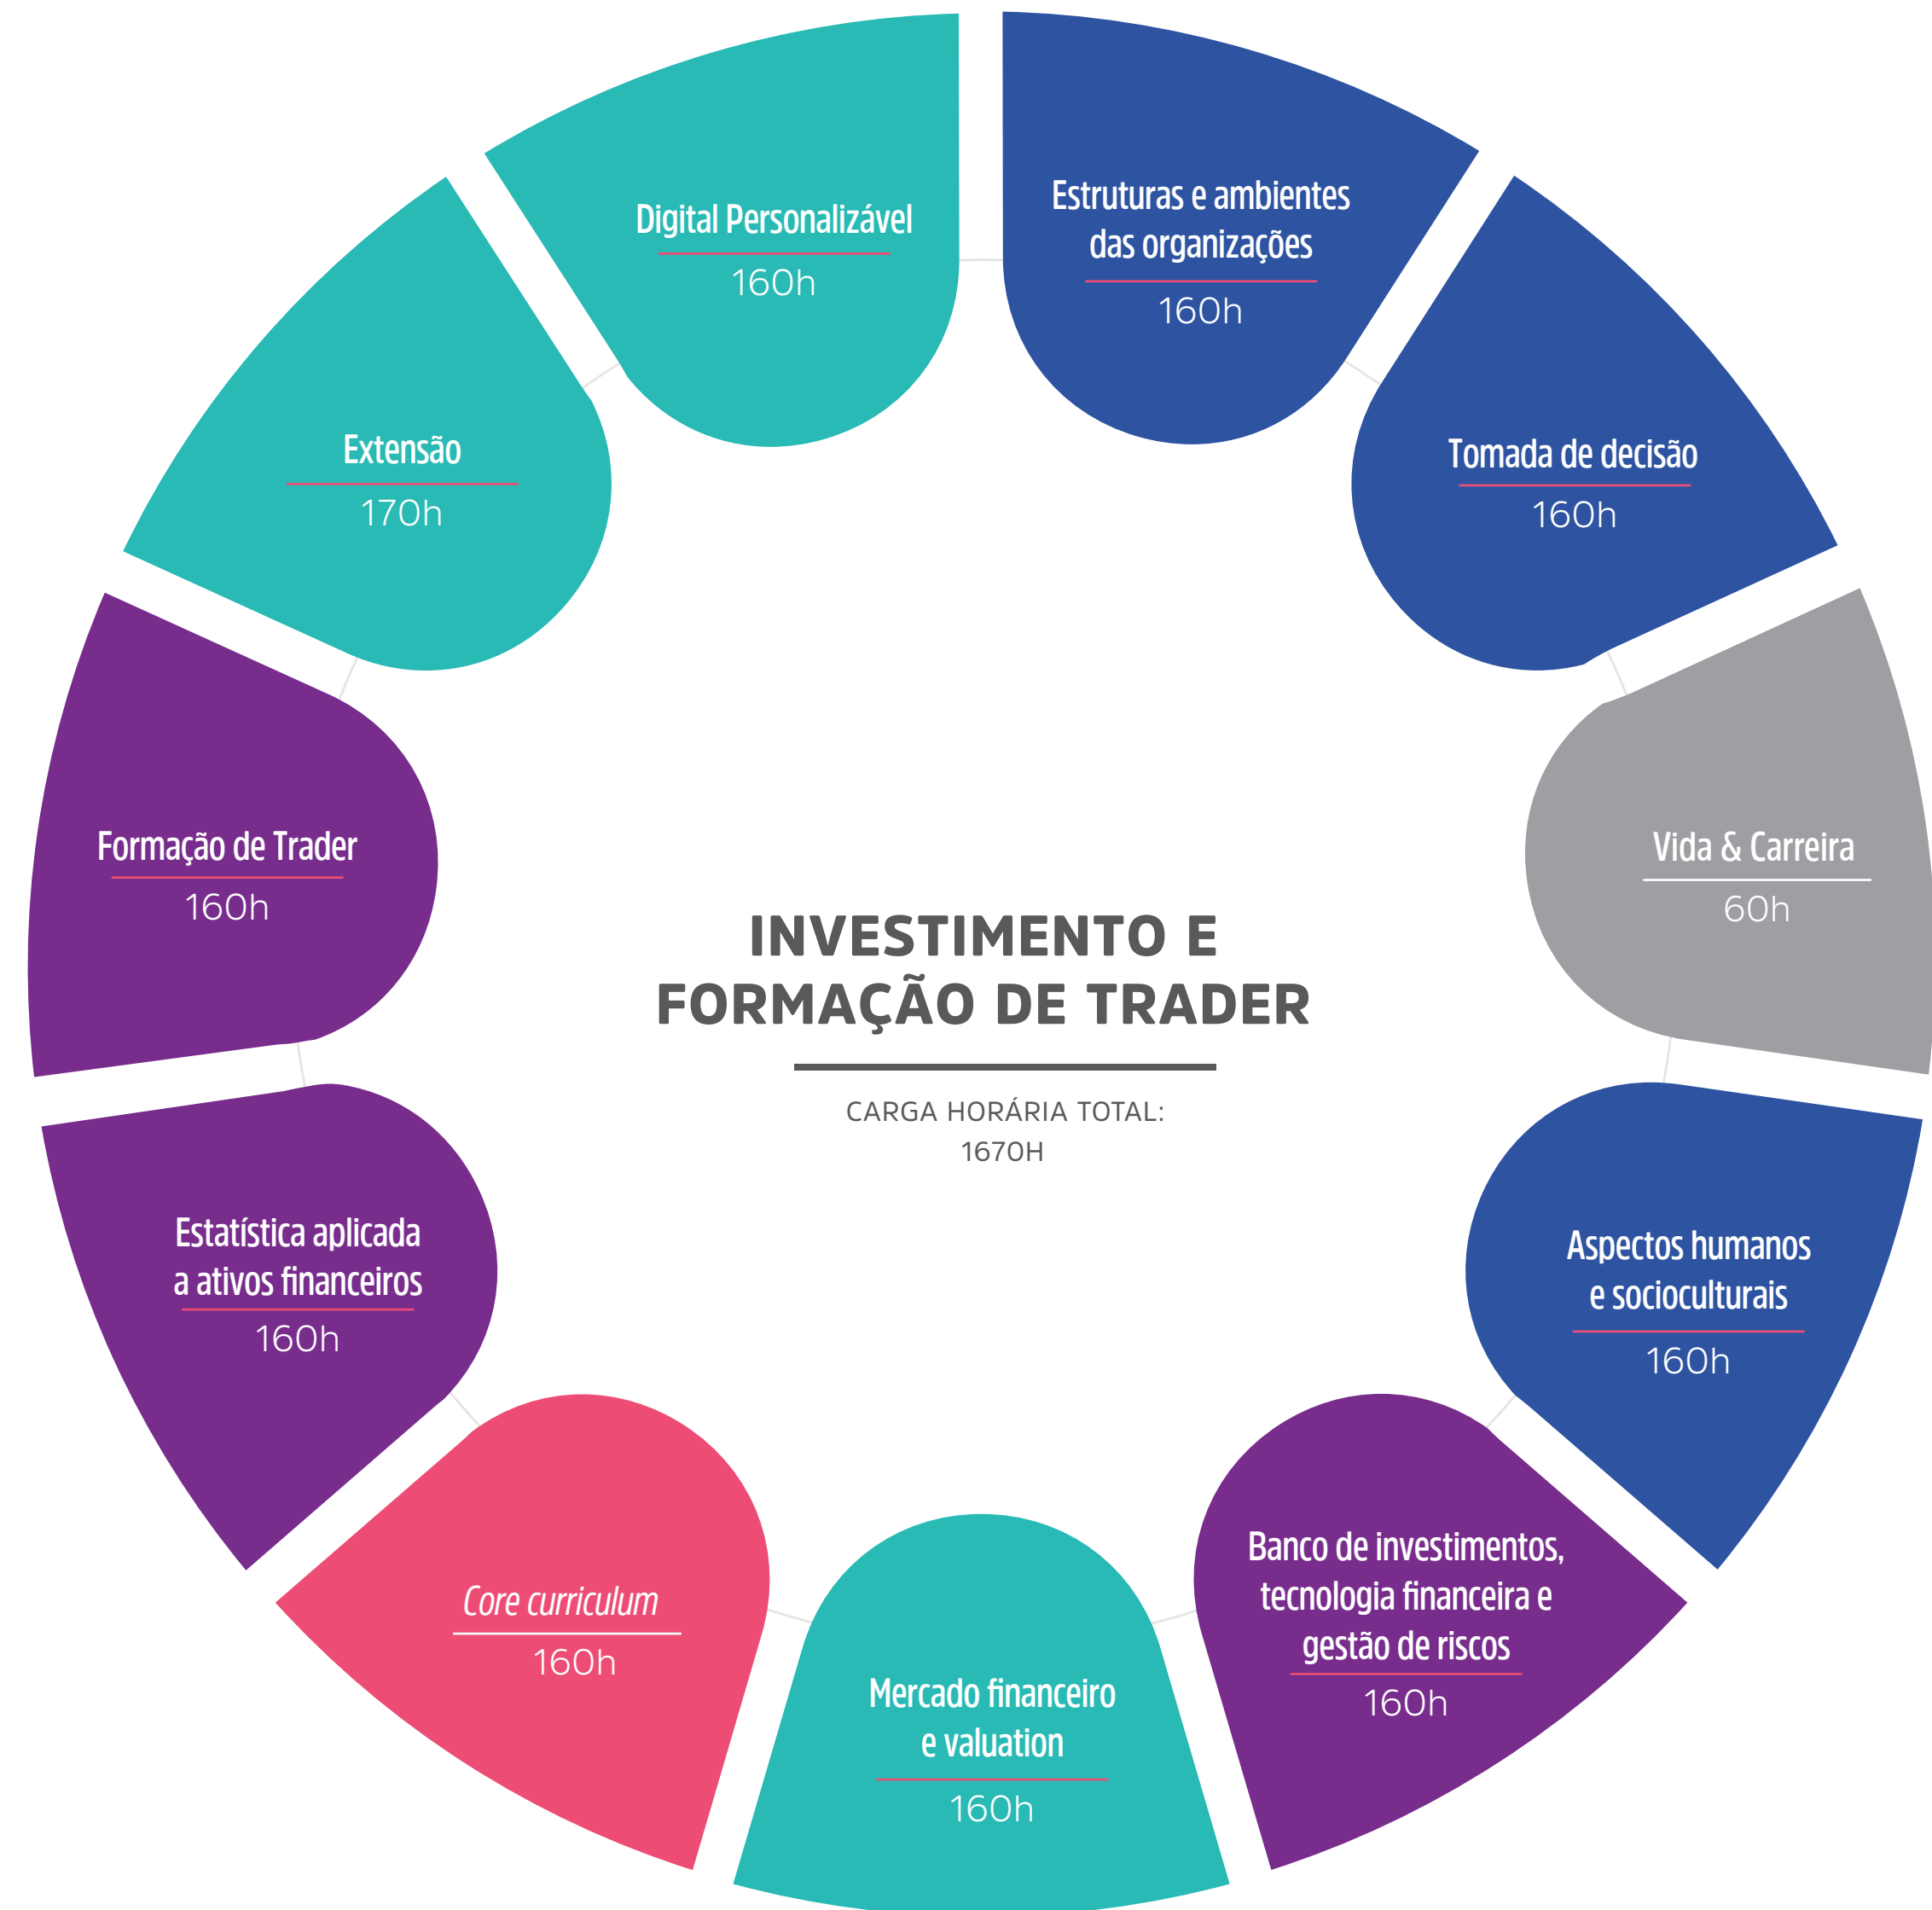 Estruturas e ambientes
das organizações
160h
Tomada de decisão
160h
Vida & Carreira
60h
Aspectos humanos
e socioculturais
160h
Banco de investimentos,
tecnologia financeira e
gestão de riscos
160h
Mercado financeiro
e valuation
160h
Core curriculum
160h
Estatística aplicada
a ativos financeiros
160h
Formação de Trader
160h
Extensão
170h
Digital Personalizável
160h
INVESTIMENTO E
FORMAÇÃO DE TRADER
CARGA HORÁRIA TOTAL:
1670H